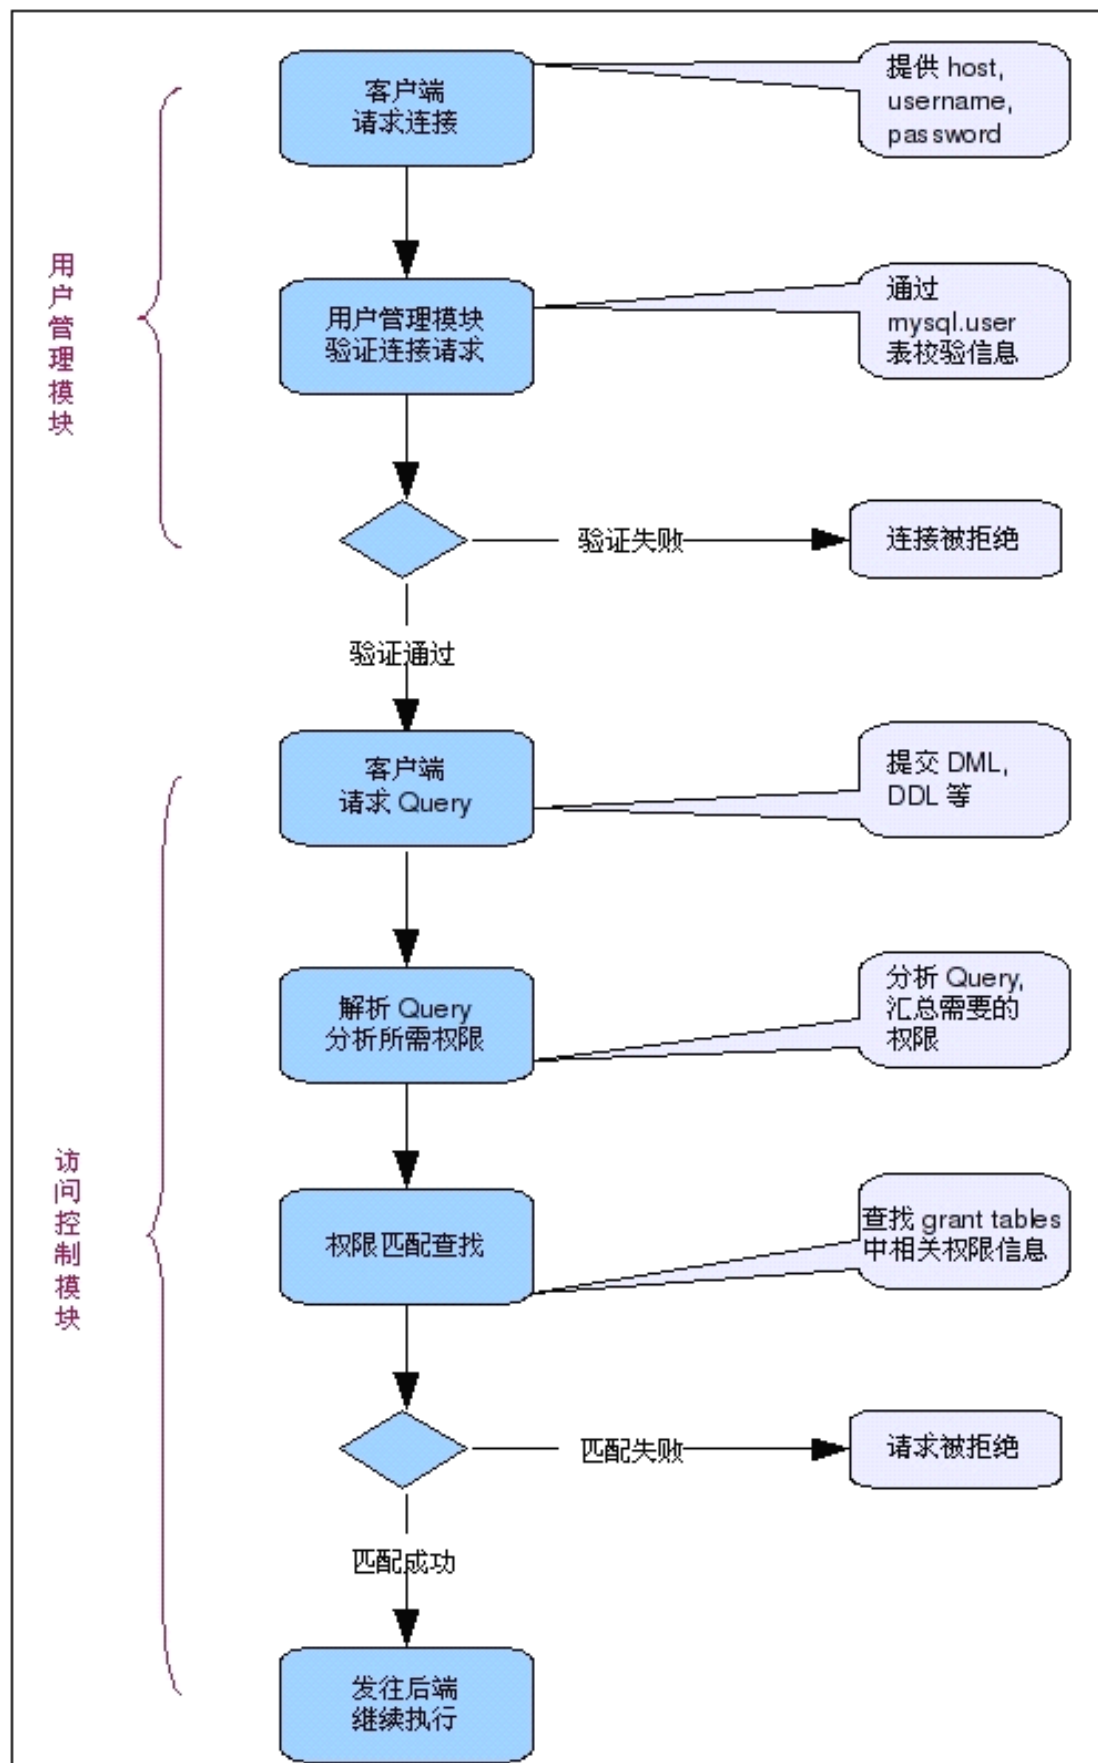 客户端
请求连接
提供 host,
username,
password
用户管理模块
用户管理模块
验证连接请求
通过
mysql.user
表校验信息
验证失败
连接被拒绝
验证通过
客户端
请求 Query
提交 DML,
DDL 等
解析 Query
分析所需权限
分析 Query,
汇总需要的
权限
访问控制模块
权限匹配查找
查找 grant tables
中相关权限信息
匹配失败
请求被拒绝
匹配成功
发往后端
继续执行